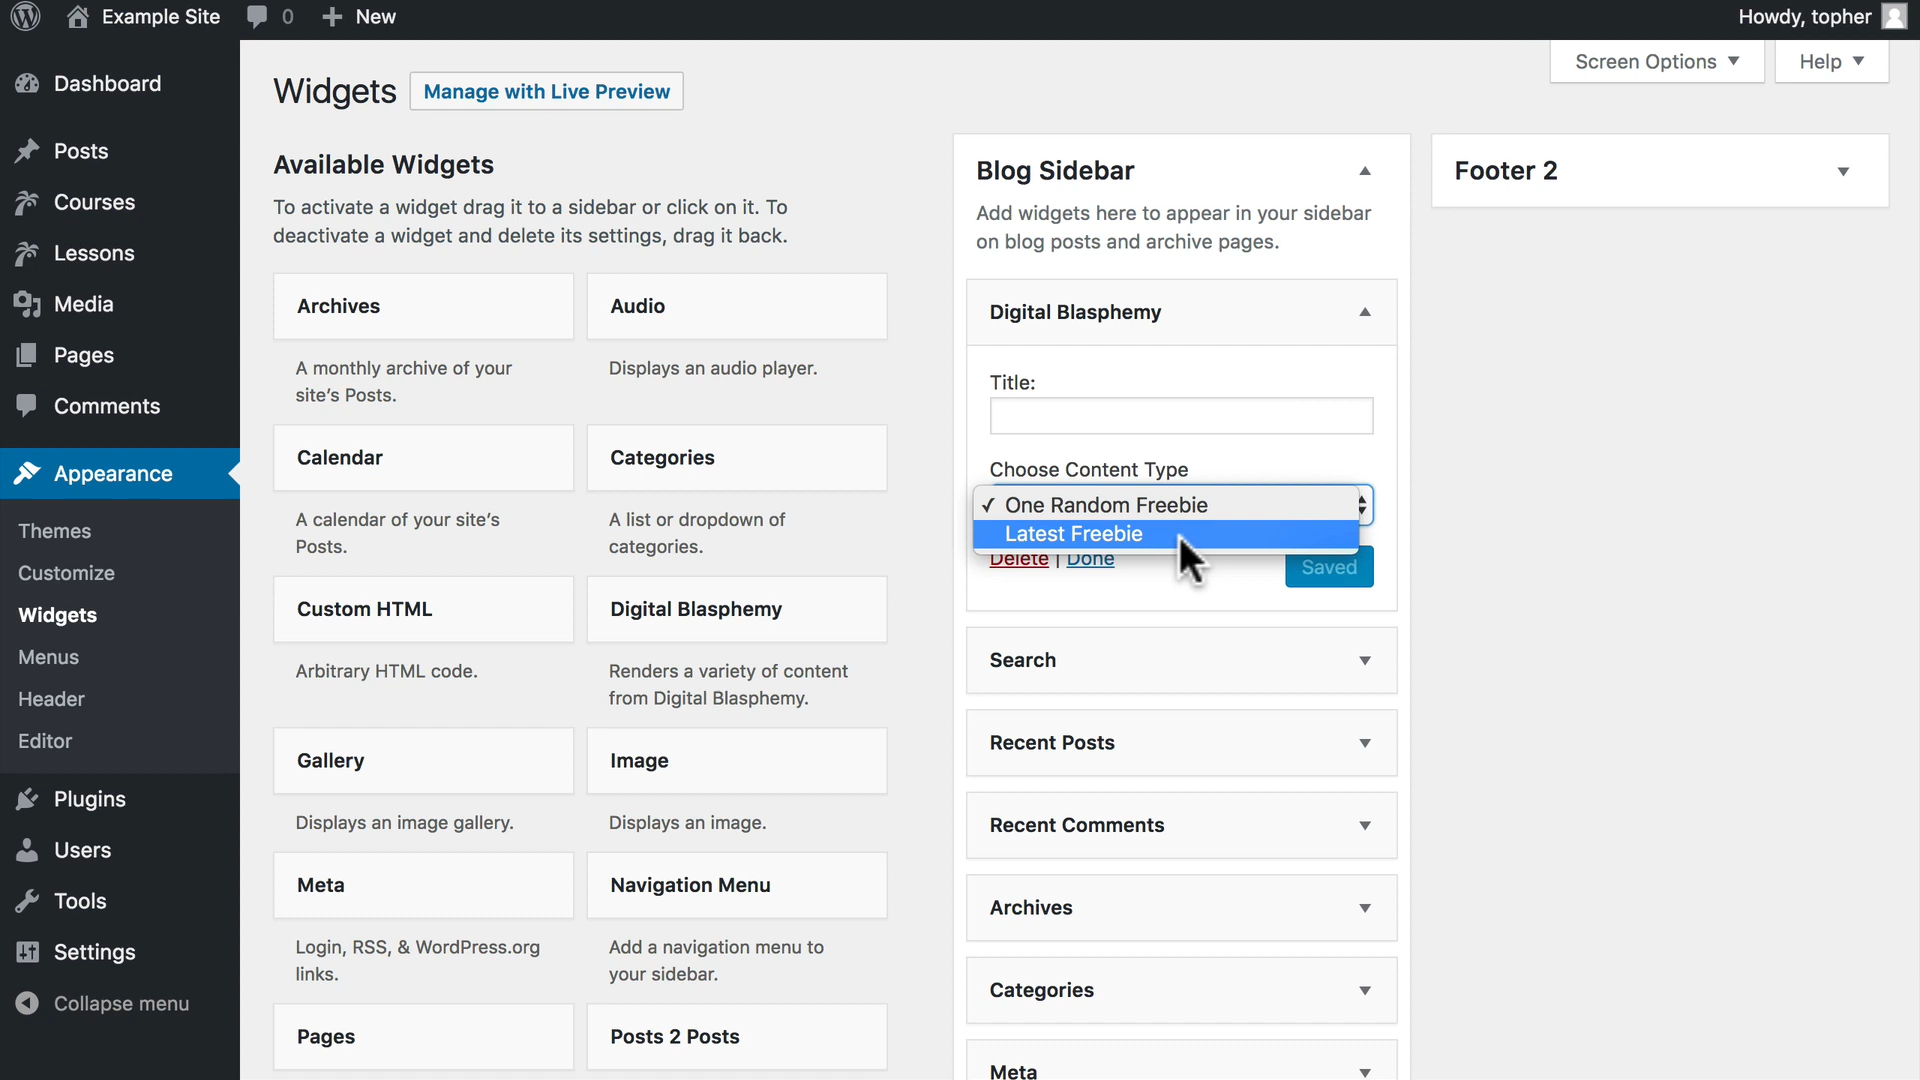 Example Site
0
New
Howdy, topher
Dashboard
Posts
Courses
Lessons
Media
Pages
Comments
Appearance
Themes
Customize
Widgets
Menus
Header
Editor
Plugins
Users
Tools
Settings
Collapse menu
Screen Options
Help
Widgets
Manage with Live Preview
Available Widgets
To activate a widget drag it to a sidebar or click on it. To
deactivate a widget and delete its settings, drag it back.
Archives
A monthly archive of your
site's Posts.
Audio
Displays an audio player.
Calendar
A calendar of your site's
Posts.
Categories
A list or dropdown of
categories.
Custom HTML
Arbitrary HTML code.
Digital Blasphemy
Renders a variety of content
from Digital Blasphemy.
Gallery
Displays an image gallery.
Image
Displays an image.
Meta
Login, RSS, & WordPress.org
links.
Navigation Menu
Add a navigation menu to
your sidebar.
Pages
Posts 2 Posts
Blog Sidebar
Add widgets here to appear in your sidebar
on blog posts and archive pages.
Digital Blasphemy
Title:
Choose Content Type
✓ One Random Freebie
Latest Freebie
Delete | Done
Saved
Search
Recent Posts
Recent Comments
Archives
Categories
Meta
Footer 2